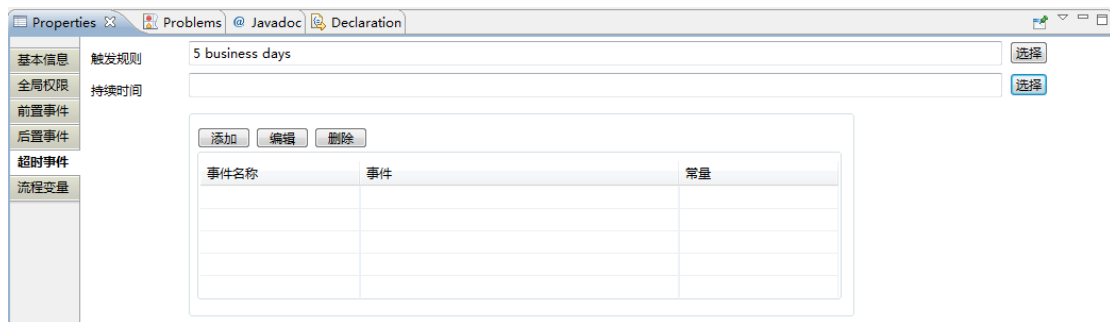 Properties Problems @ Javadoc Declaration
基本信息 触发规则 5 business days 选择
全局权限 持续时间 选择
前置事件
后置事件 添加 编辑 删除
超时事件 事件名称 事件 常量
流程变量